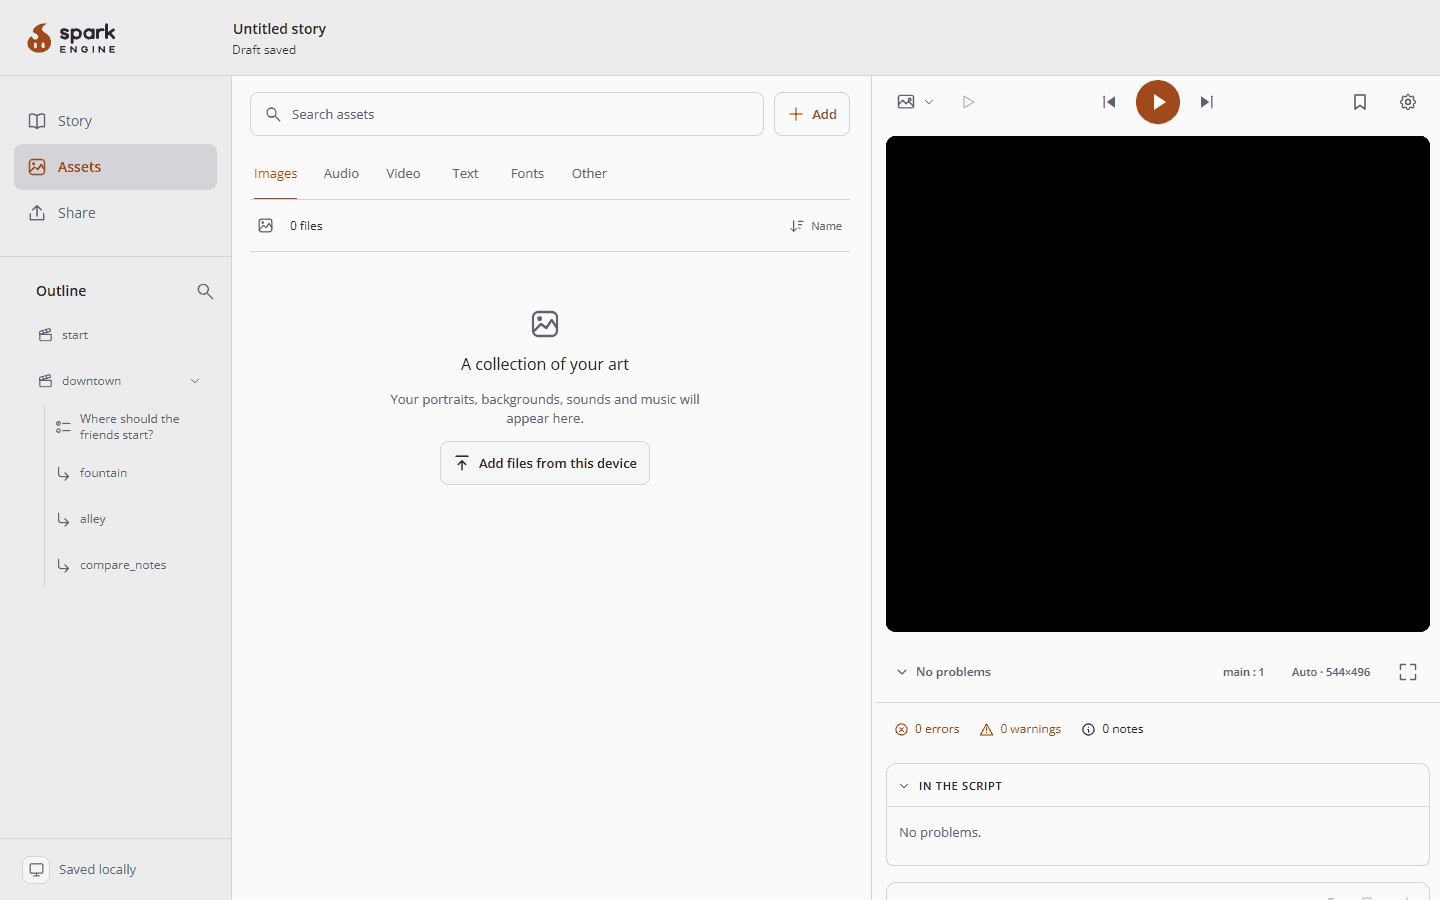 spark
ENGINE
Untitled story
Draft saved
Story
Assets
Share
Outline
start
downtown
Where should the
friends start?
fountain
alley
compare_notes
Saved locally
Search assets
Add
Images
Audio
Video
Text
Fonts
Other
0 files
Name
A collection of your art
Your portraits, backgrounds, sounds and music will
appear here.
Add files from this device
No problems
main : 1
Auto · 544×496
0 errors
0 warnings
0 notes
IN THE SCRIPT
No problems.